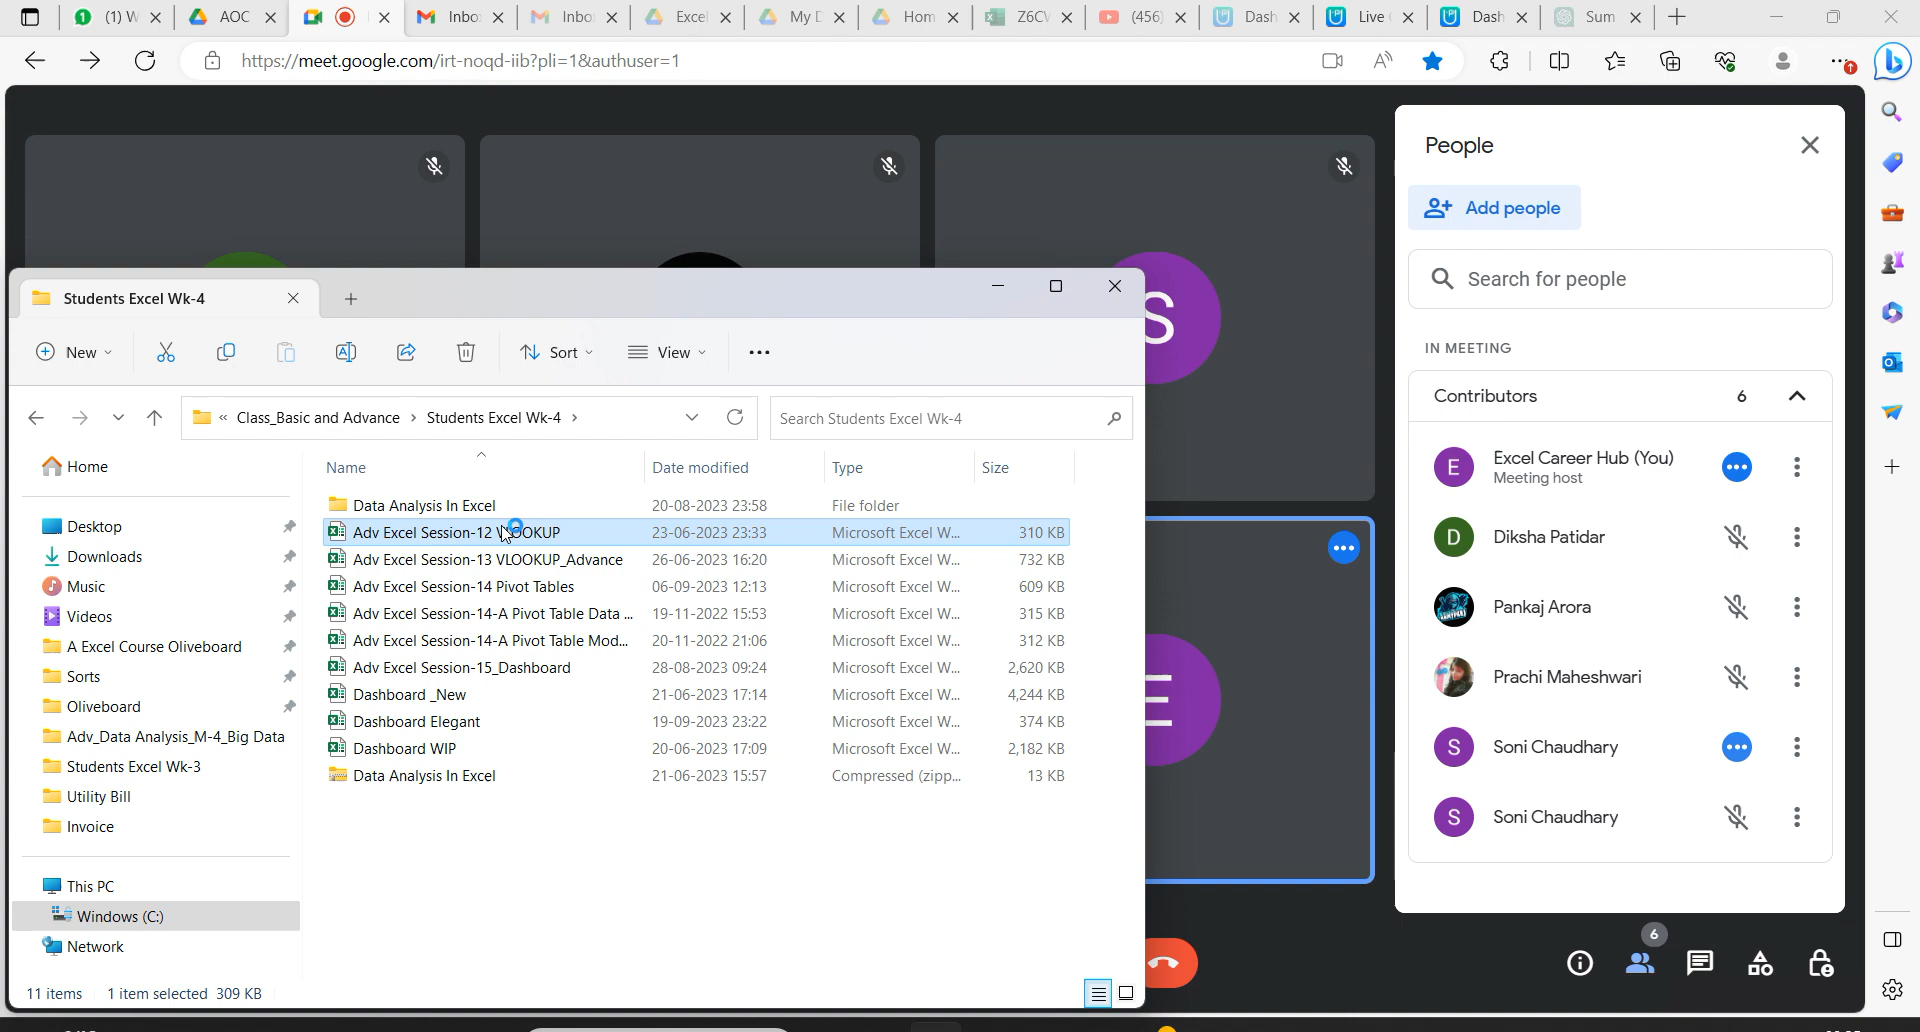 (1) W
AOC
Inbo
Inbo
Excel
My D
Hom
Z6CV
(456)
Dash
Live
Dash
Sum
https://meet.google.com/irt-noqd-iib?pli=1&authuser=1
People
Add people
Search for people
IN MEETING
Contributors 6
E Excel Career Hub (You)
Meeting host
D Diksha Patidar
Pankaj Arora
Prachi Maheshwari
S Soni Chaudhary
S Soni Chaudhary
6
S
E
Students Excel Wk-4
New
Sort
View
« Class_Basic and Advance > Students Excel Wk-4 >
Search Students Excel Wk-4
Home
Desktop
Downloads
Music
Videos
A Excel Course Oliveboard
Sorts
Oliveboard
Adv_Data Analysis_M-4_Big Data
Students Excel Wk-3
Utility Bill
Invoice
This PC
Windows (C:)
Network
Name Date modified Type Size
Data Analysis In Excel 20-08-2023 23:58 File folder
Adv Excel Session-12 VLOOKUP 23-06-2023 23:33 Microsoft Excel W... 310 KB
Adv Excel Session-13 VLOOKUP_Advance 26-06-2023 16:20 Microsoft Excel W... 732 KB
Adv Excel Session-14 Pivot Tables 06-09-2023 12:13 Microsoft Excel W... 609 KB
Adv Excel Session-14-A Pivot Table Data ... 19-11-2022 15:53 Microsoft Excel W... 315 KB
Adv Excel Session-14-A Pivot Table Mod... 20-11-2022 21:06 Microsoft Excel W... 312 KB
Adv Excel Session-15_Dashboard 28-08-2023 09:24 Microsoft Excel W... 2,620 KB
Dashboard _New 21-06-2023 17:14 Microsoft Excel W... 4,244 KB
Dashboard Elegant 19-09-2023 23:22 Microsoft Excel W... 374 KB
Dashboard WIP 20-06-2023 17:09 Microsoft Excel W... 2,182 KB
Data Analysis In Excel 21-06-2023 15:57 Compressed (zipp... 13 KB
11 items 1 item selected 309 KB